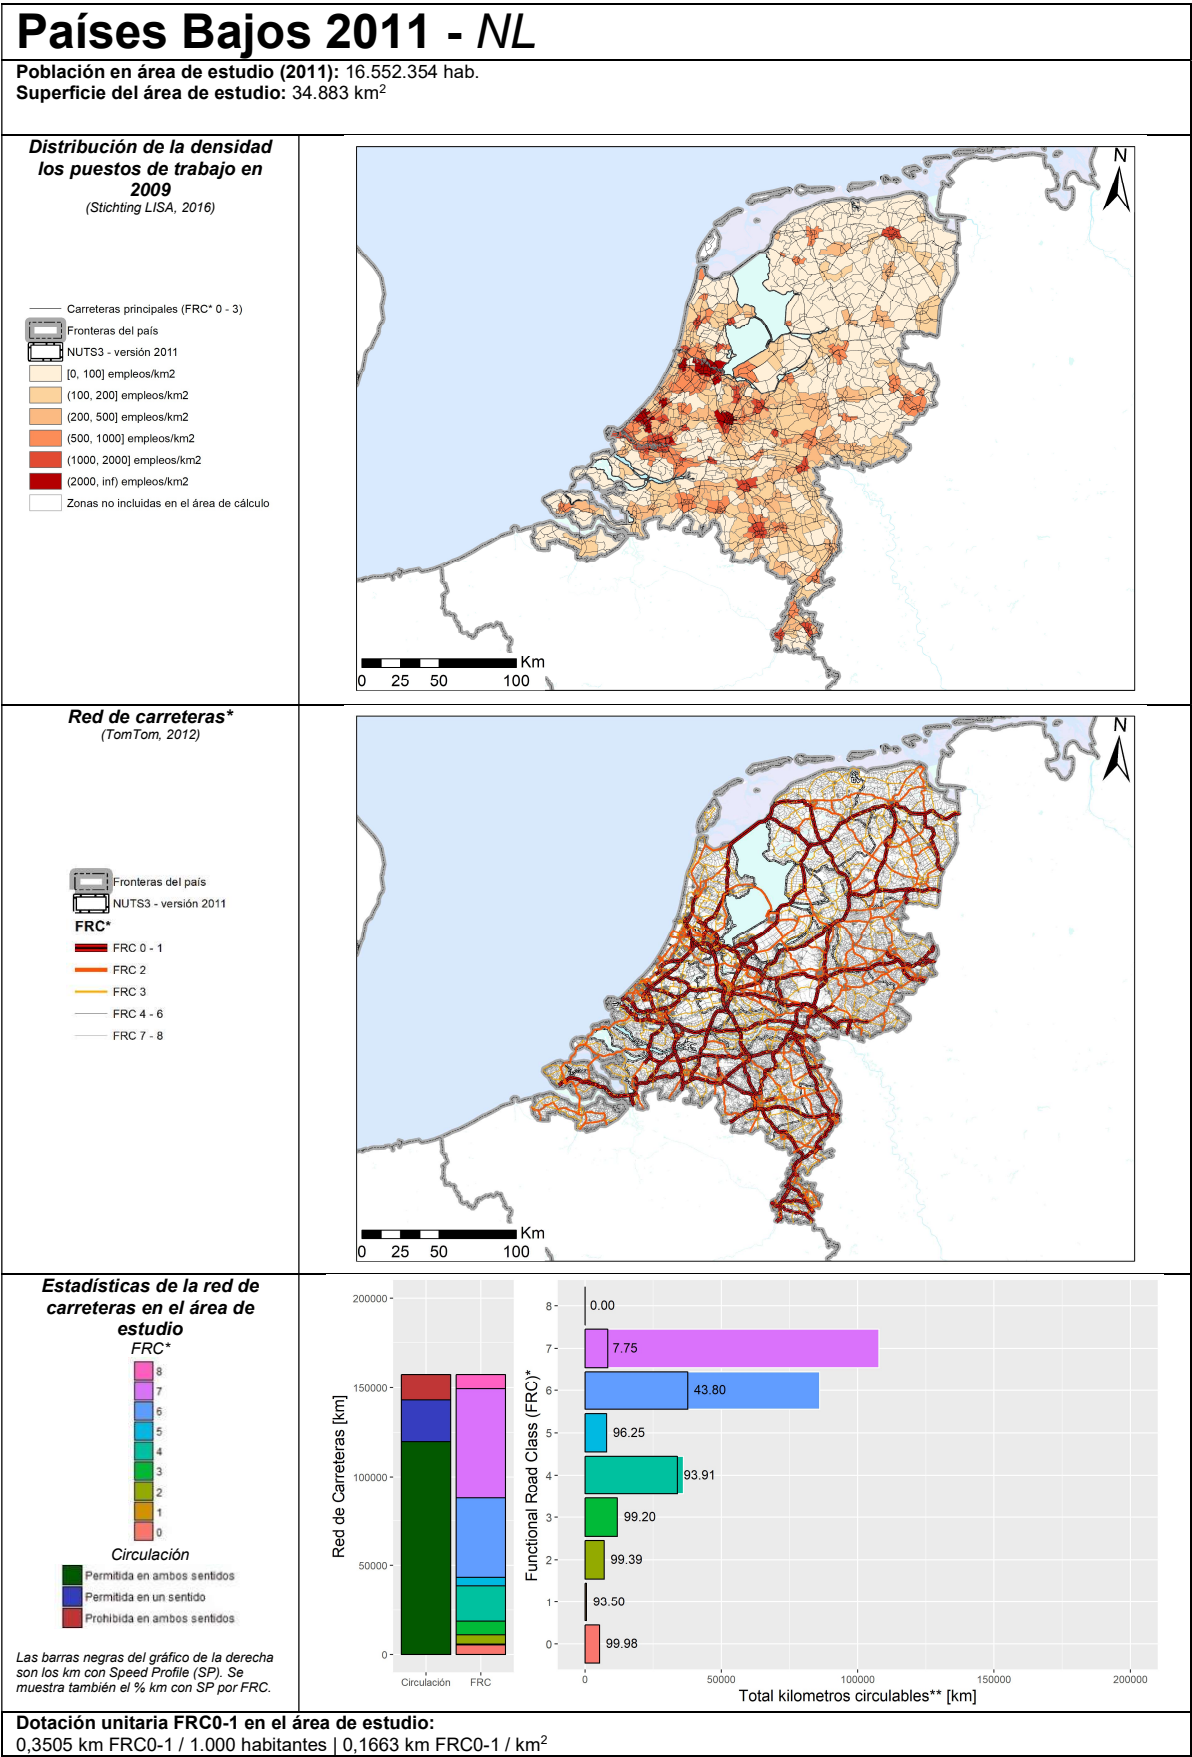 Países Bajos 2011 - NL
Población en área de estudio (2011): 16.552.354 hab.
Superficie del área de estudio: 34.883 km2
Distribución de la densidad
los puestos de trabajo en
2009
(Stichting LISA, 2016)
Carreteras principales (FRC* 0 - 3)
Fronteras del país
NUTS3 - versión 2011
[0, 100] empleos/km2
(100, 200] empleos/km2
(200, 500] empleos/km2
(500, 1000] empleos/km2
(1000, 2000] empleos/km2
(2000, inf) empleos/km2
Zonas no incluidas en el área de cálculo
N
Km
0 25 50 100
Red de carreteras*
(TomTom, 2012)
Fronteras del país
NUTS3 - versión 2011
FRC*
FRC 0 - 1
FRC 2
FRC 3
FRC 4 - 6
FRC 7 - 8
N
Km
0 25 50 100
Estadísticas de la red de
carreteras en el área de
estudio
FRC*
8
7
6
5
4
3
2
1
0
Circulación
Permitida en ambos sentidos
Permitida en un sentido
Prohibida en ambos sentidos
Las barras negras del gráfico de la derecha
son los km con Speed Profile (SP). Se
muestra también el % km con SP por FRC.
Red de Carreteras [km]
200000
150000
100000
50000
0
Circulación FRC
Functional Road Class (FRC)*
8 0.00
7 7.75
6 43.80
5 96.25
4 93.91
3 99.20
2 99.39
1 93.50
0 99.98
0 50000 100000 150000 200000
Total kilometros circulables** [km]
Dotación unitaria FRC0-1 en el área de estudio:
0,3505 km FRC0-1 / 1.000 habitantes | 0,1663 km FRC0-1 / km2